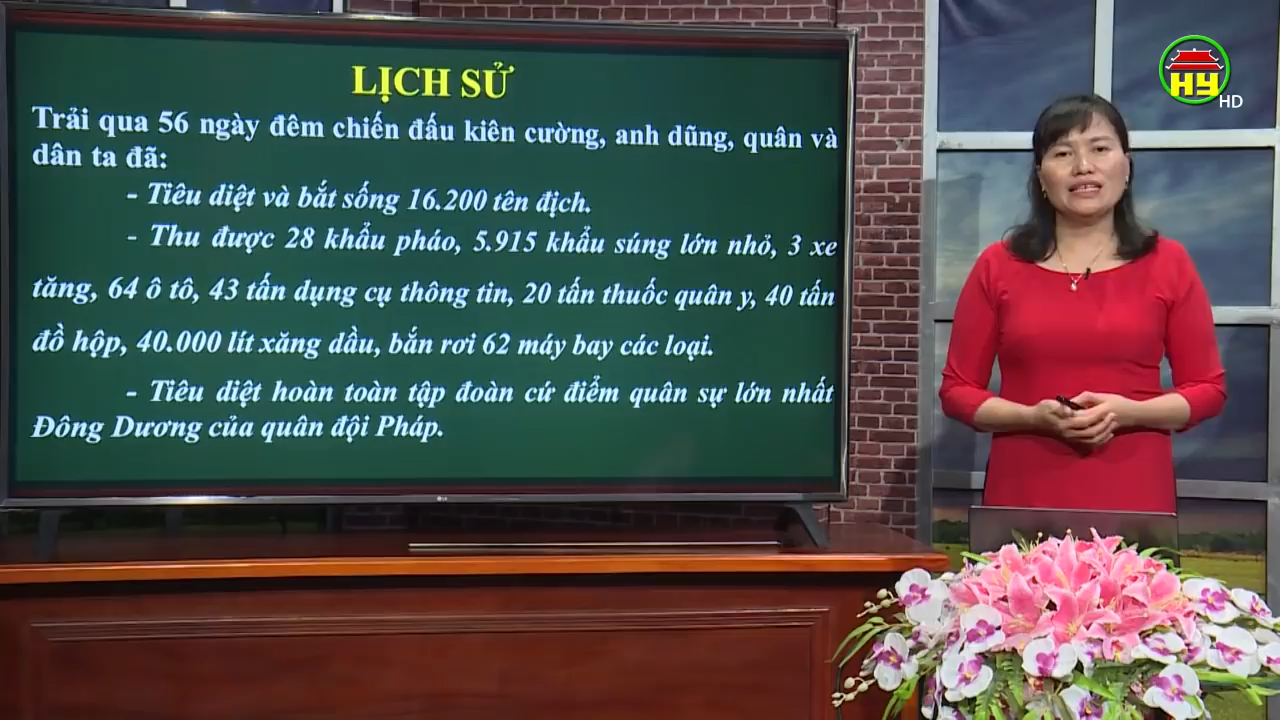 LỊCH SỬ
Trải qua 56 ngày đêm chiến đấu kiên cường, anh dũng, quân và
dân ta đã:
- Tiêu diệt và bắt sống 16.200 tên địch.
- Thu được 28 khẩu pháo, 5.915 khẩu súng lớn nhỏ, 3 xe
tăng, 64 ô tô, 43 tấn dụng cụ thông tin, 20 tấn thuốc quân y, 40 tấn
đồ hộp, 40.000 lít xăng dầu, bắn rơi 62 máy bay các loại.
- Tiêu diệt hoàn toàn tập đoàn cứ điểm quân sự lớn nhất
Đông Dương của quân đội Pháp.
HY
HD
LG